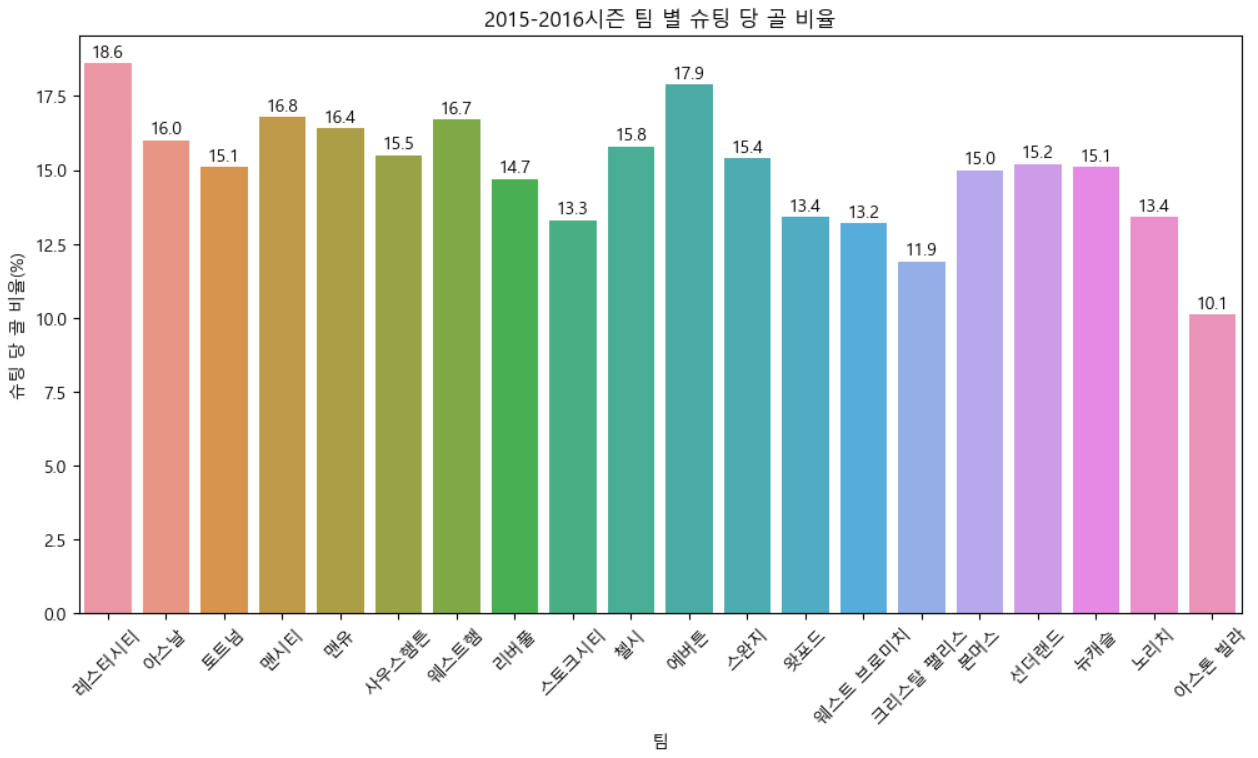 2015-2016시즌 팀 별 슈팅 당 골 비율
슈팅 당 골 비율(%)
17.5
15.0
12.5
10.0
7.5
5.0
2.5
0.0
18.6
16.0
15.1
16.8
16.4
15.5
16.7
14.7
13.3
15.8
17.9
15.4
13.4
13.2
11.9
15.0
15.2
15.1
13.4
10.1
레스터시티
아스날
토트넘
맨시티
맨유
사우스햄튼
웨스트햄
리버풀
스토크시티
첼시
에버튼
스완지
왓포드
웨스트 브로미치
크리스탈 팰리스
본머스
선더랜드
뉴캐슬
노리치
아스톤 빌라
팀